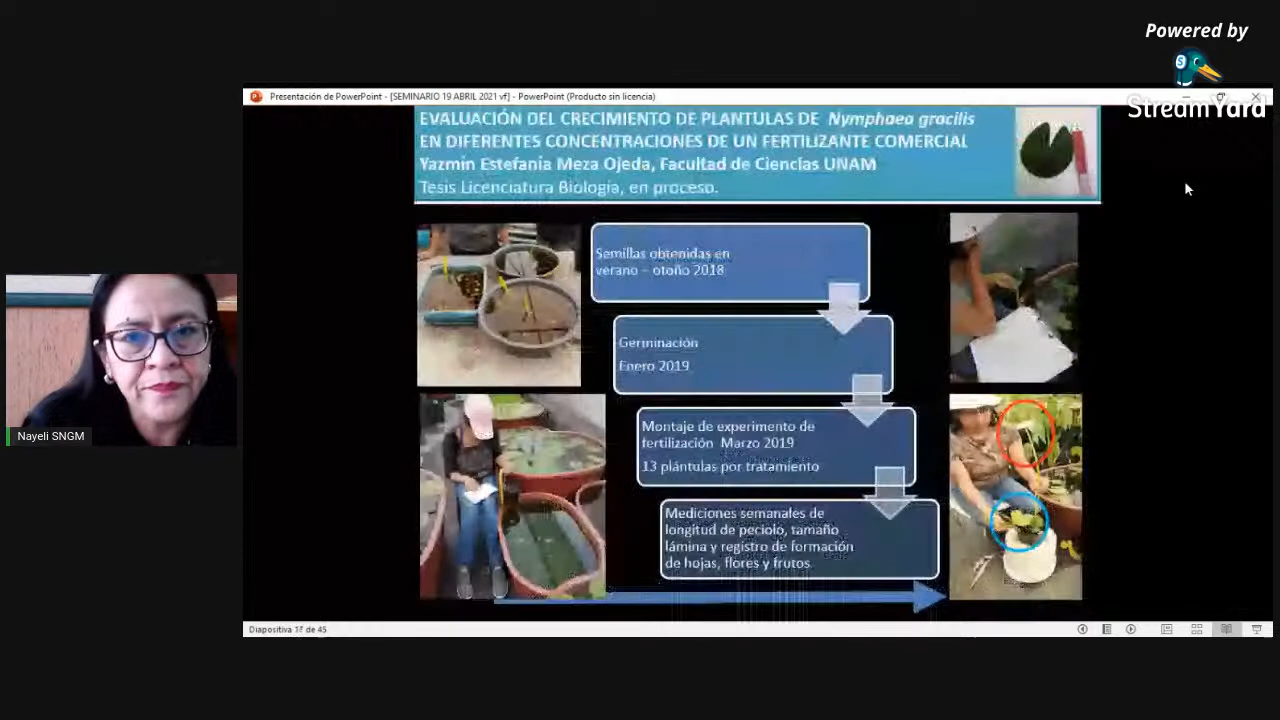 Powered by
StreamYard
Presentación de PowerPoint - [SEMINARIO 19 ABRIL 2021 vf] - PowerPoint (Producto sin licencia)
EVALUACIÓN DEL CRECIMIENTO DE PLANTULAS DE Nymphaea gracilis
EN DIFERENTES CONCENTRACIONES DE UN FERTILIZANTE COMERCIAL
Yazmín Estefanía Meza Ojeda, Facultad de Ciencias UNAM
Tesis Licenciatura Biología, en proceso.
Semillas obtenidas en
verano – otoño 2018
Germinación
Enero 2019
Montaje de experimento de
fertilización Marzo 2019
13 plántulas por tratamiento
Mediciones semanales de
longitud de peciolo, tamaño
lámina y registro de formación
de hojas, flores y frutos
Nayeli SNGM
Diapositiva 17 de 45